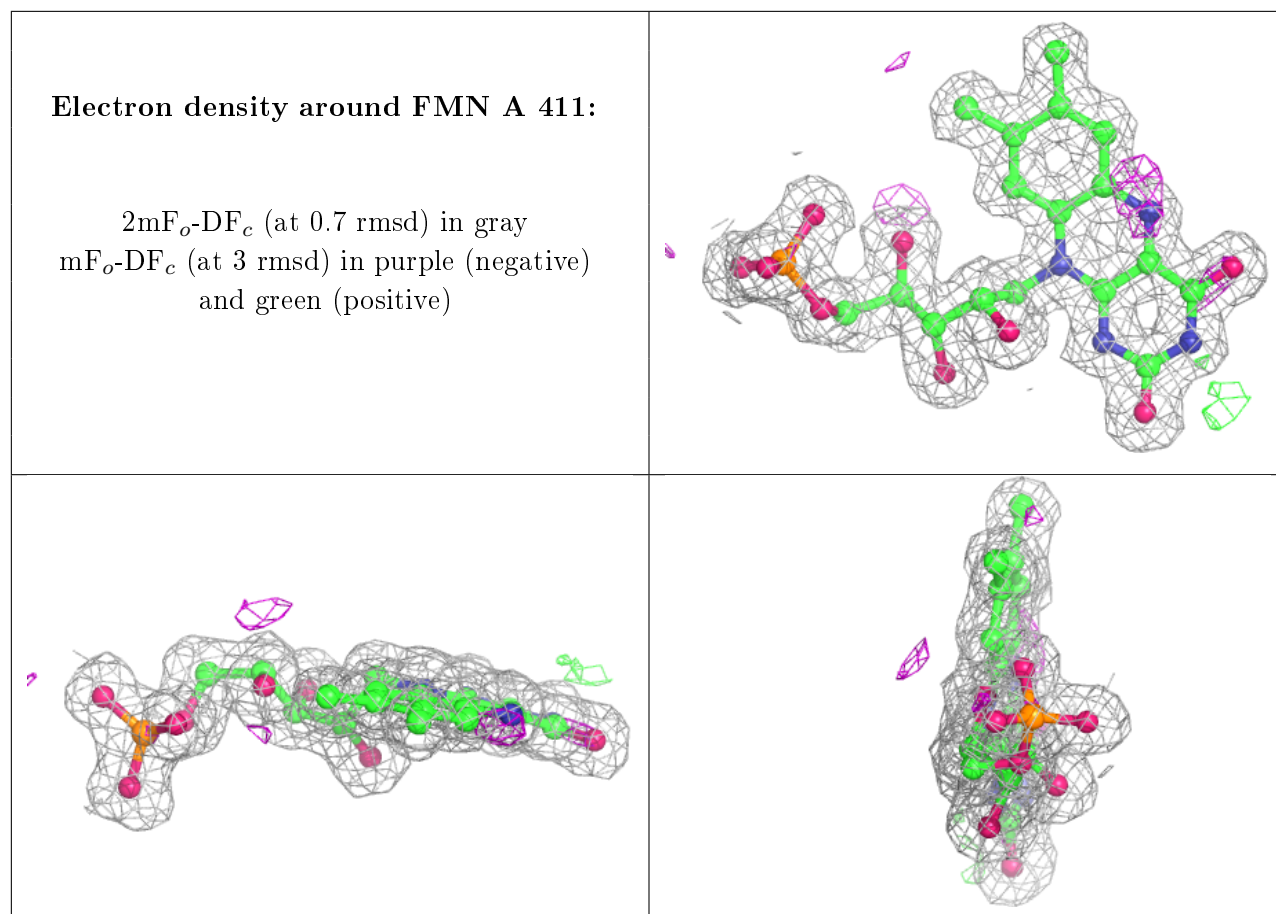 Electron density around FMN A 411:
2mFo-DFc (at 0.7 rmsd) in gray
mFo-DFc (at 3 rmsd) in purple (negative)
and green (positive)